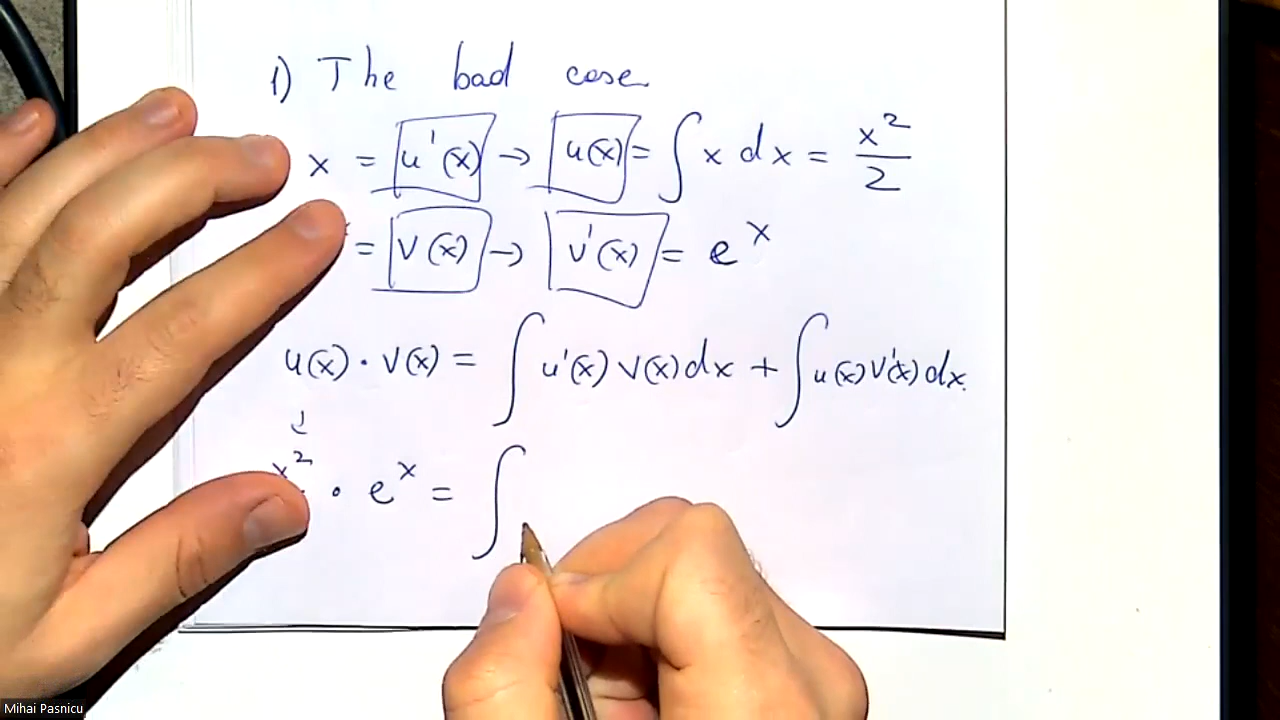 1) The bad case
x = u'(x) → u(x) = ∫ x dx = x²/2
= v(x) → v'(x) = e^x
u(x) · v(x) = ∫ u'(x) v(x) dx + ∫ u(x) v'(x) dx.
x² · e^x = ∫
Mihai Pasnicu